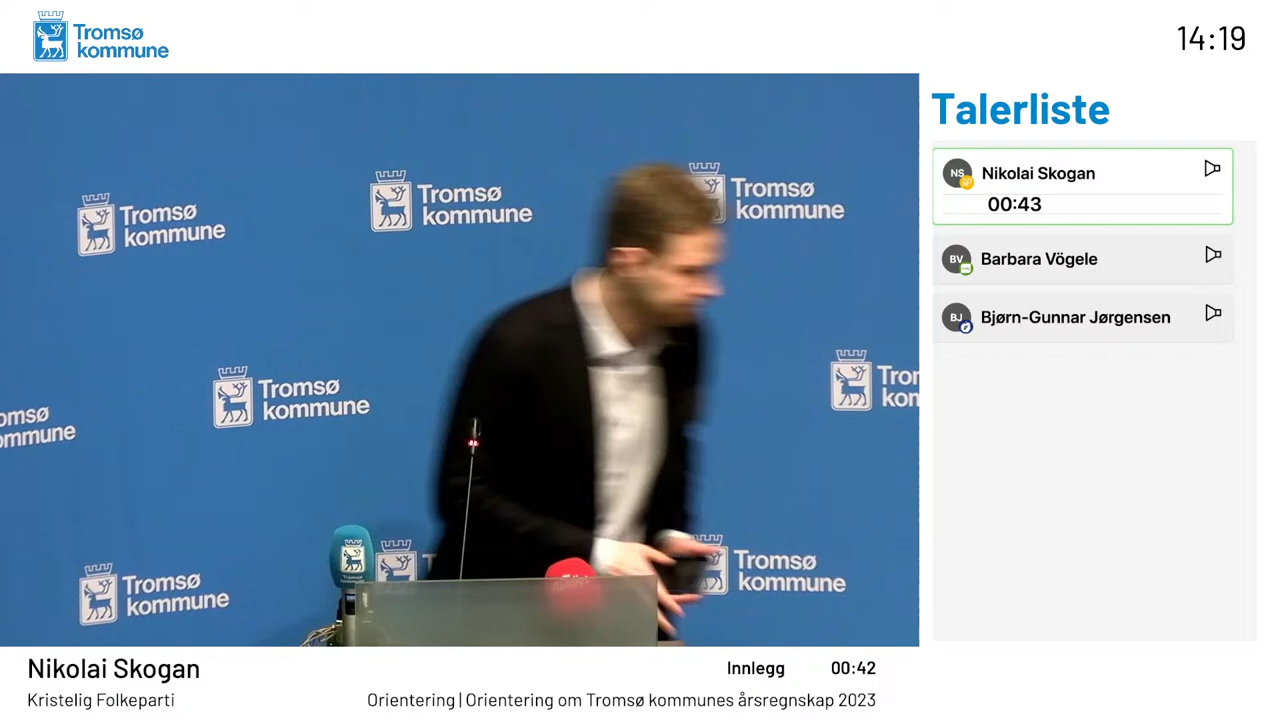 Tromsø
kommune
14:19
Talerliste
NS
Nikolai Skogan
00:43
BV
Barbara Vögele
BJ
Bjørn-Gunnar Jørgensen
Tromsø
kommune
Tromsø
kommune
Tromsø
kommune
Tromsø
kommune
Tromsø
kommune
Tromsø
kommune
Nikolai Skogan
Innlegg
00:42
Kristelig Folkeparti
Orientering | Orientering om Tromsø kommunes årsregnskap 2023